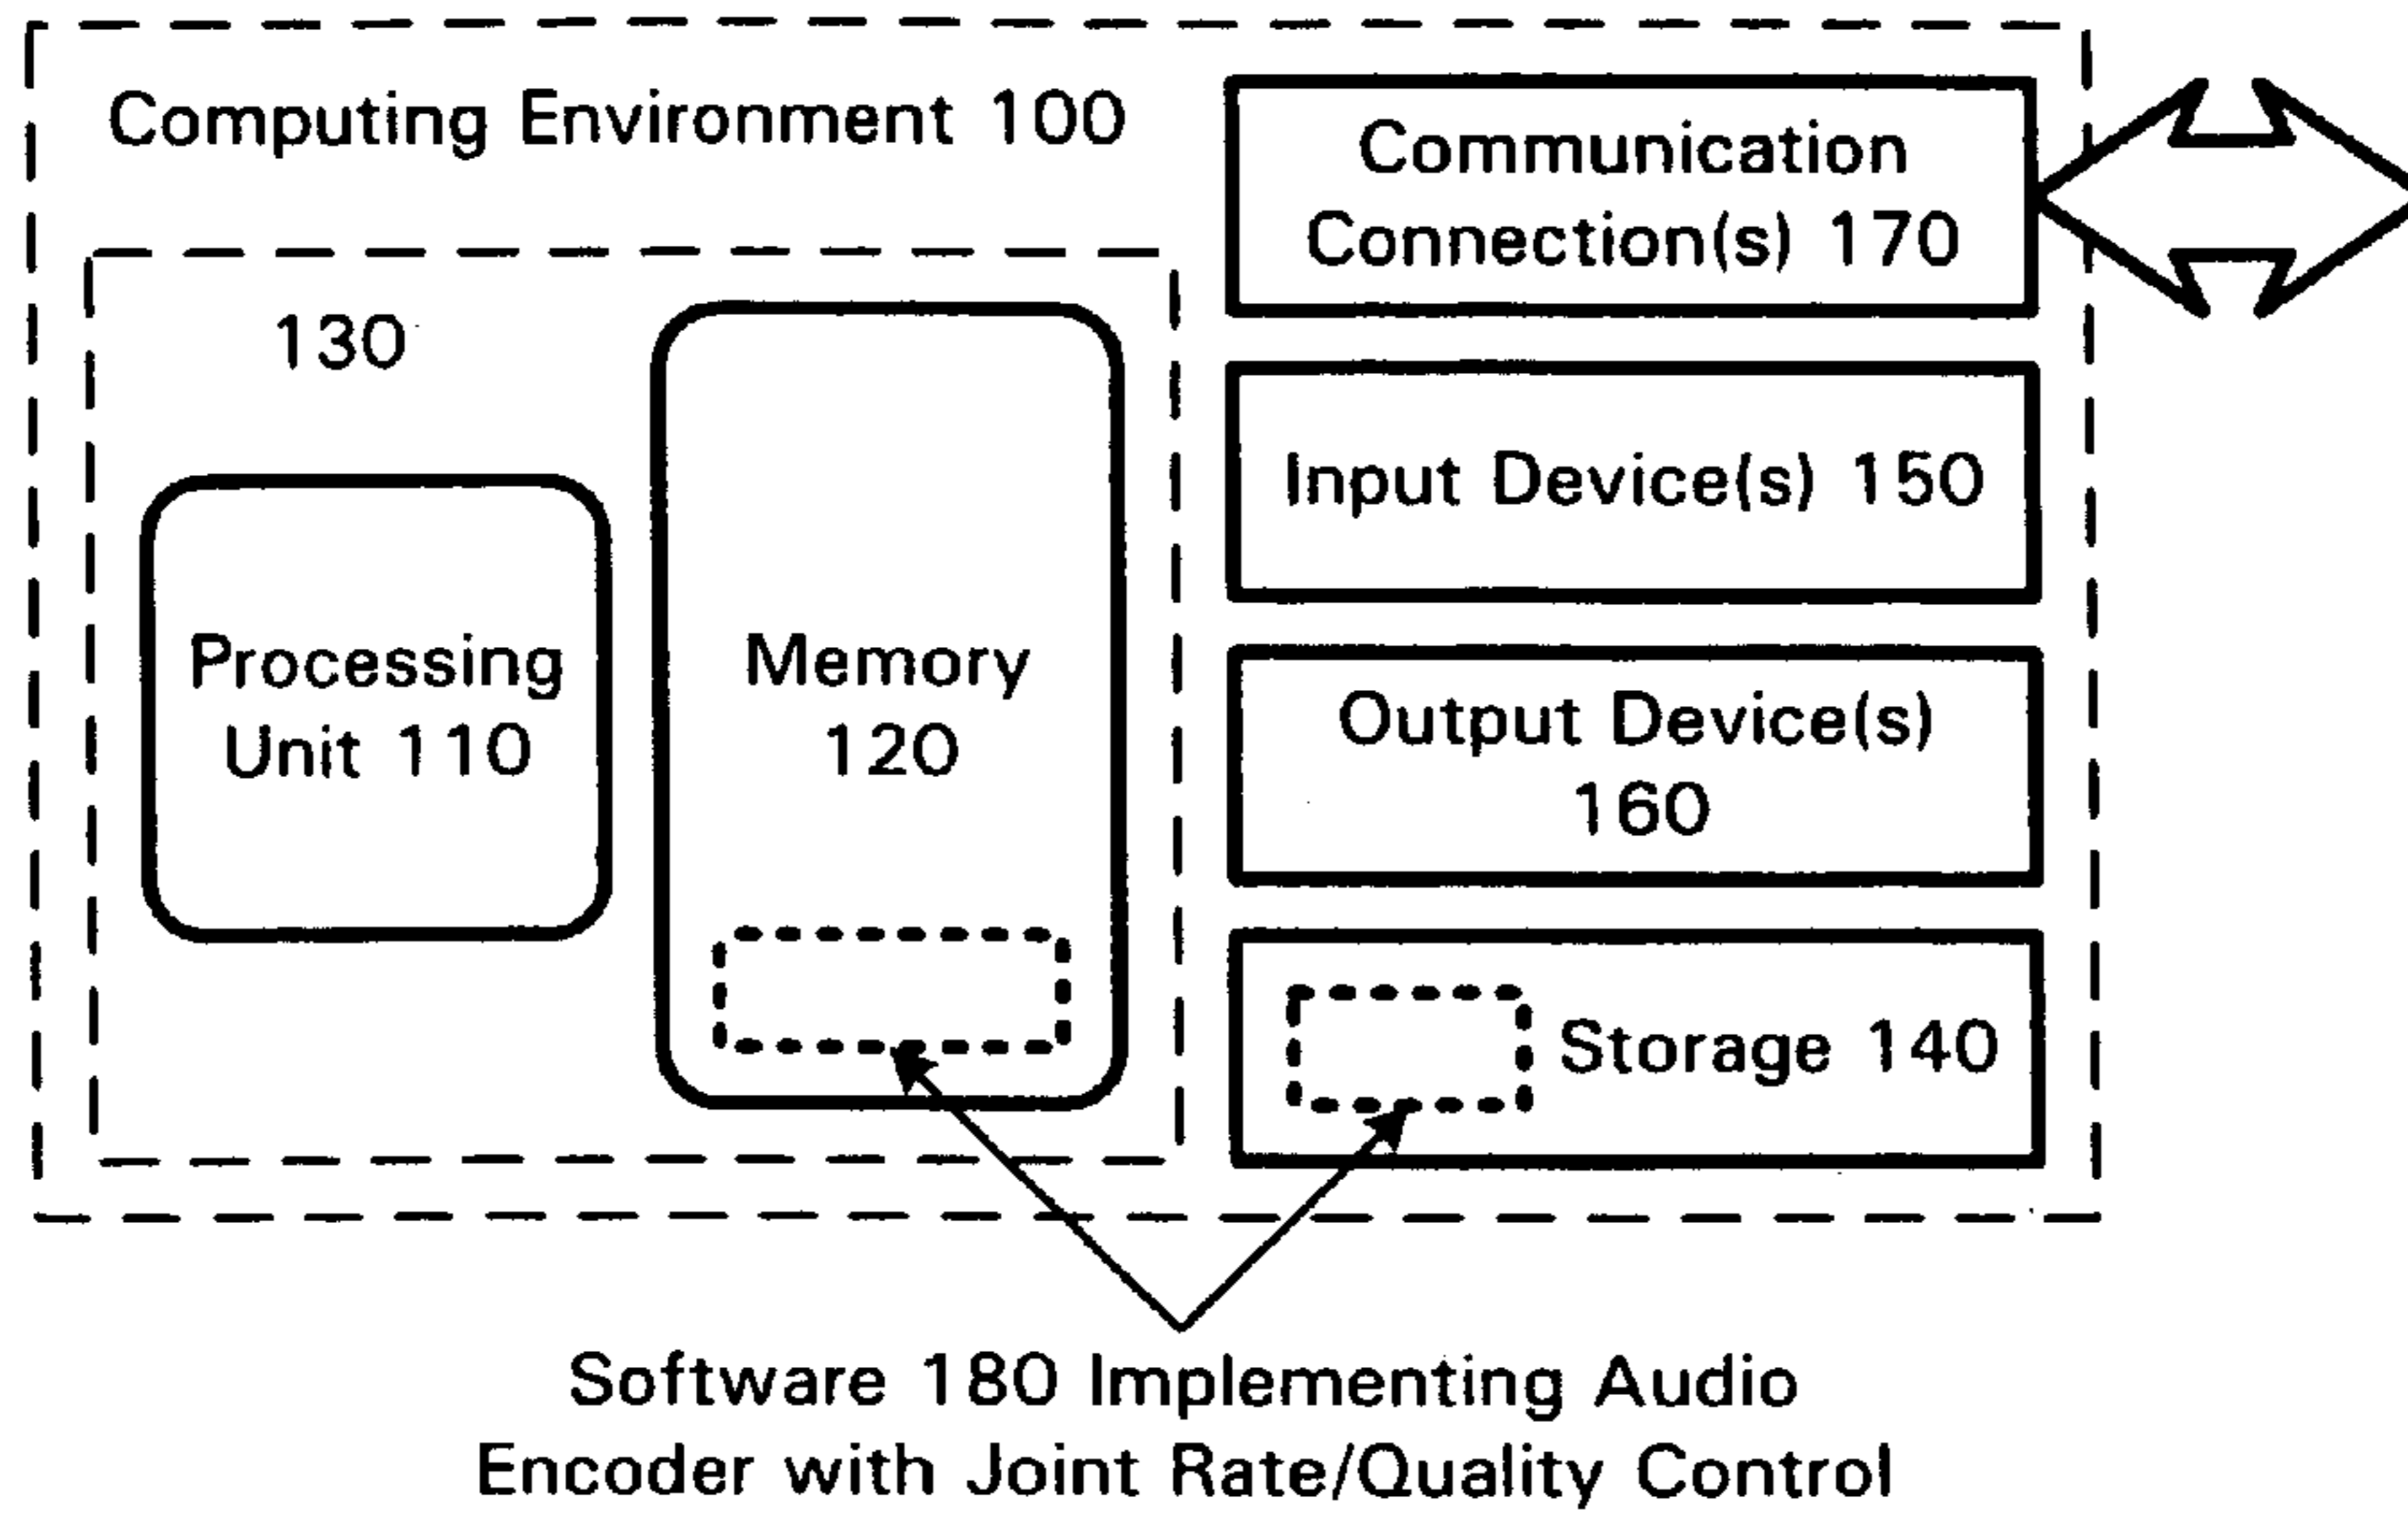 Computing Environment 100
130
Processing
Unit 110
Memory
120
Communication
Connection(s) 170
Input Device(s) 150
Output Device(s)
160
Storage 140
Software 180 Implementing Audio
Encoder with Joint Rate/Quality Control